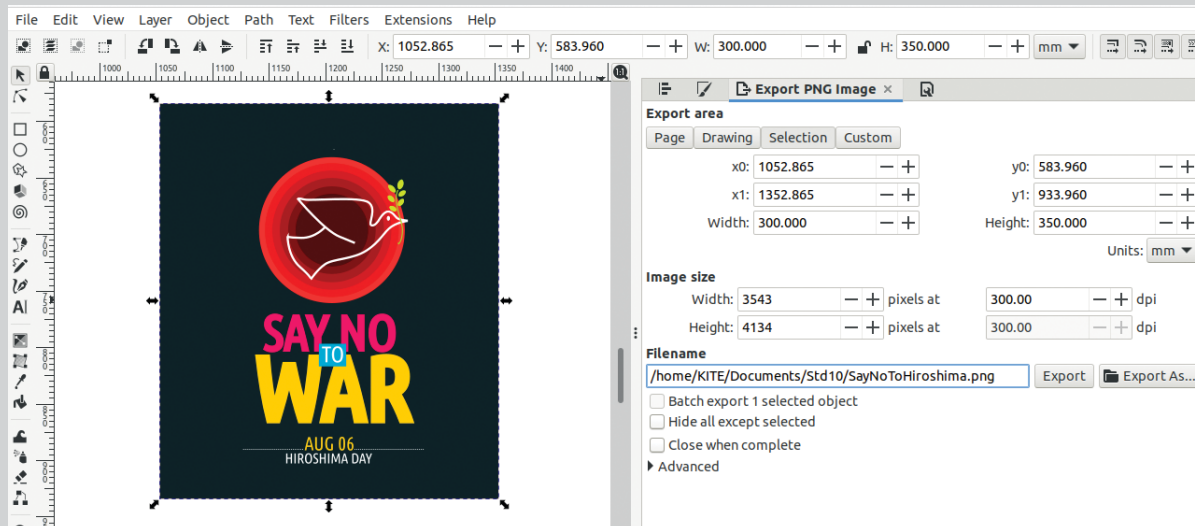 File Edit View Layer Object Path Text Filters Extensions Help
X: 1052.865 Y: 583.960 W: 300.000 H: 350.000 mm
1000 1050 1100 1150 1200 1250 1300 1350 1400
Export PNG Image
Export area
Page Drawing Selection Custom
x0: 1052.865 y0: 583.960
x1: 1352.865 y1: 933.960
Width: 300.000 Height: 350.000
Units: mm
Image size
Width: 3543 pixels at 300.00 dpi
Height: 4134 pixels at 300.00 dpi
Filename
/home/KITE/Documents/Std10/SayNoToHiroshima.png Export Export As...
Batch export 1 selected object
Hide all except selected
Close when complete
Advanced
SAY NO
TO
WAR
AUG 06
HIROSHIMA DAY